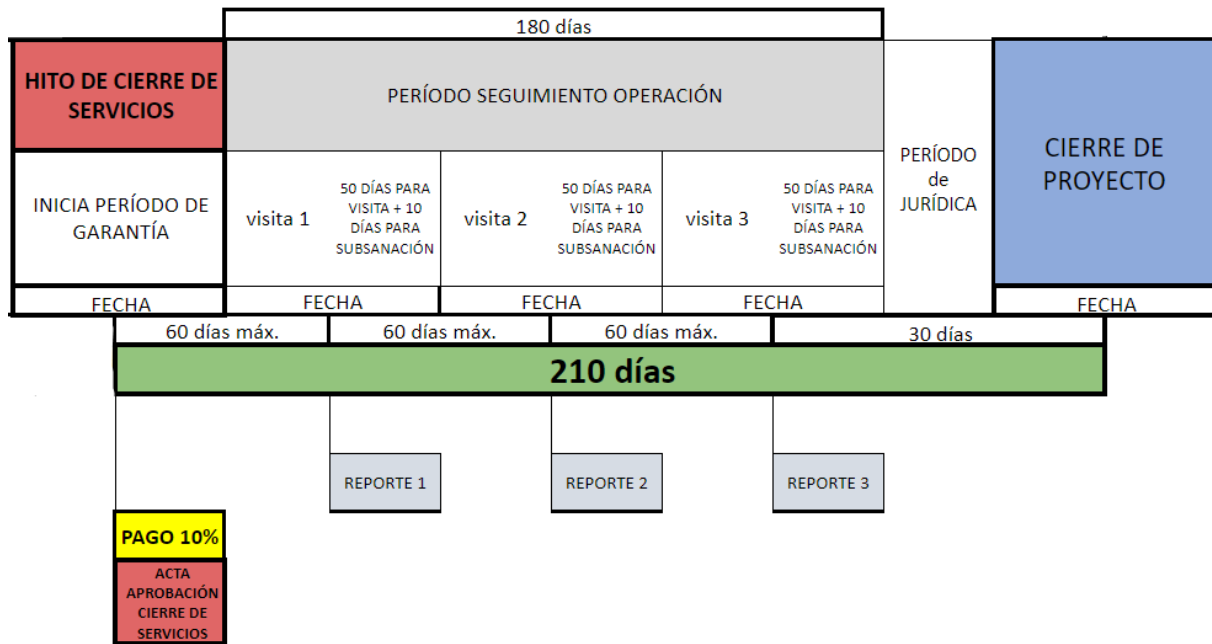 180 días
HITO DE CIERRE DE
SERVICIOS
PERÍODO SEGUIMIENTO OPERACIÓN
PERÍODO
de
JURÍDICA
CIERRE DE
PROYECTO
INICIA PERÍODO DE
GARANTÍA
visita 1
50 DÍAS PARA
VISITA + 10
DÍAS PARA
SUBSANACIÓN
visita 2
50 DÍAS PARA
VISITA + 10
DÍAS PARA
SUBSANACIÓN
visita 3
50 DÍAS PARA
VISITA + 10
DÍAS PARA
SUBSANACIÓN
FECHA
FECHA
FECHA
FECHA
FECHA
60 días máx.
60 días máx.
60 días máx.
30 días
210 días
REPORTE 1
REPORTE 2
REPORTE 3
PAGO 10%
ACTA
APROBACIÓN
CIERRE DE
SERVICIOS